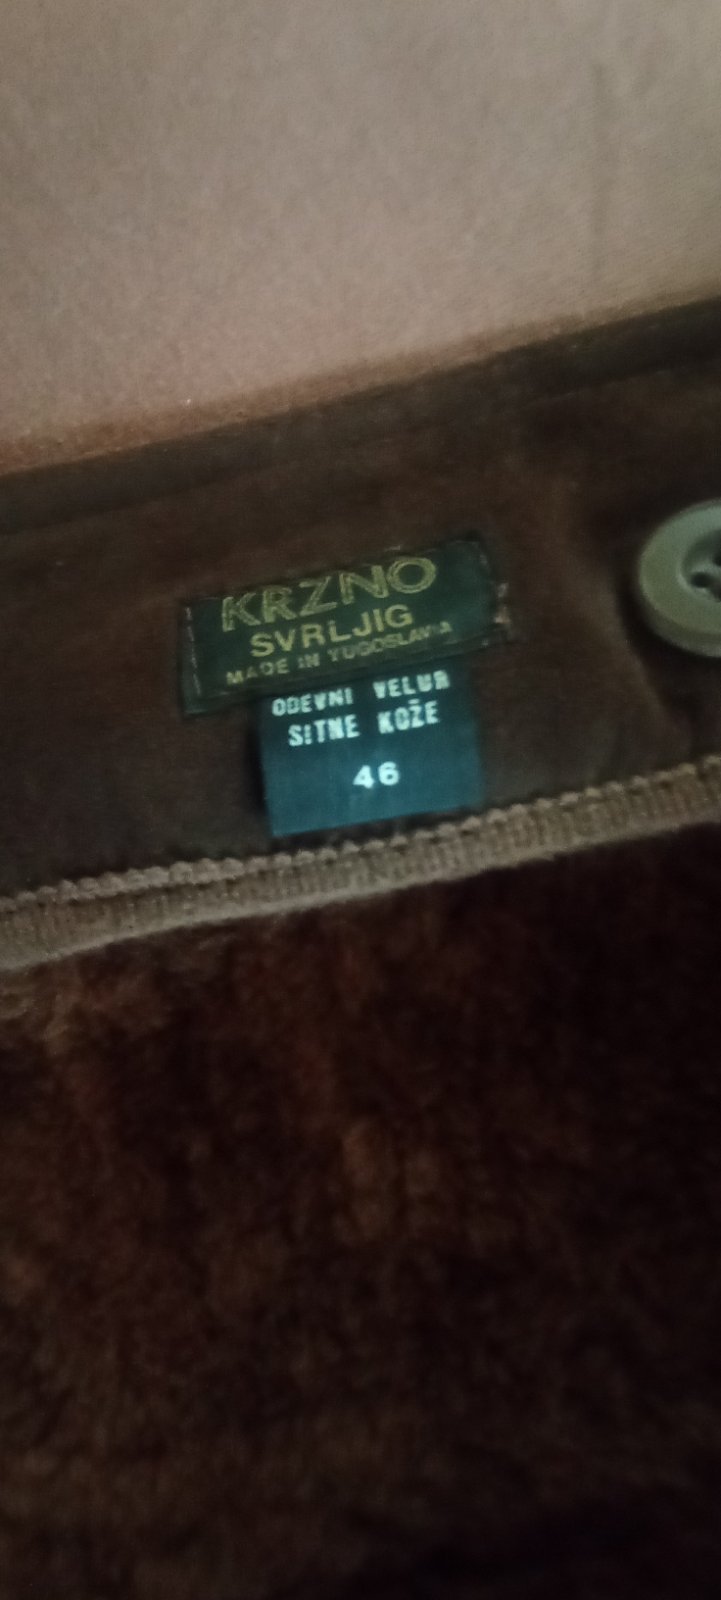 KRZNO
SVRLJIG
MADE IN YUGOSLAVIA
ODEVNI VELUR
SITNE KOŽE
46